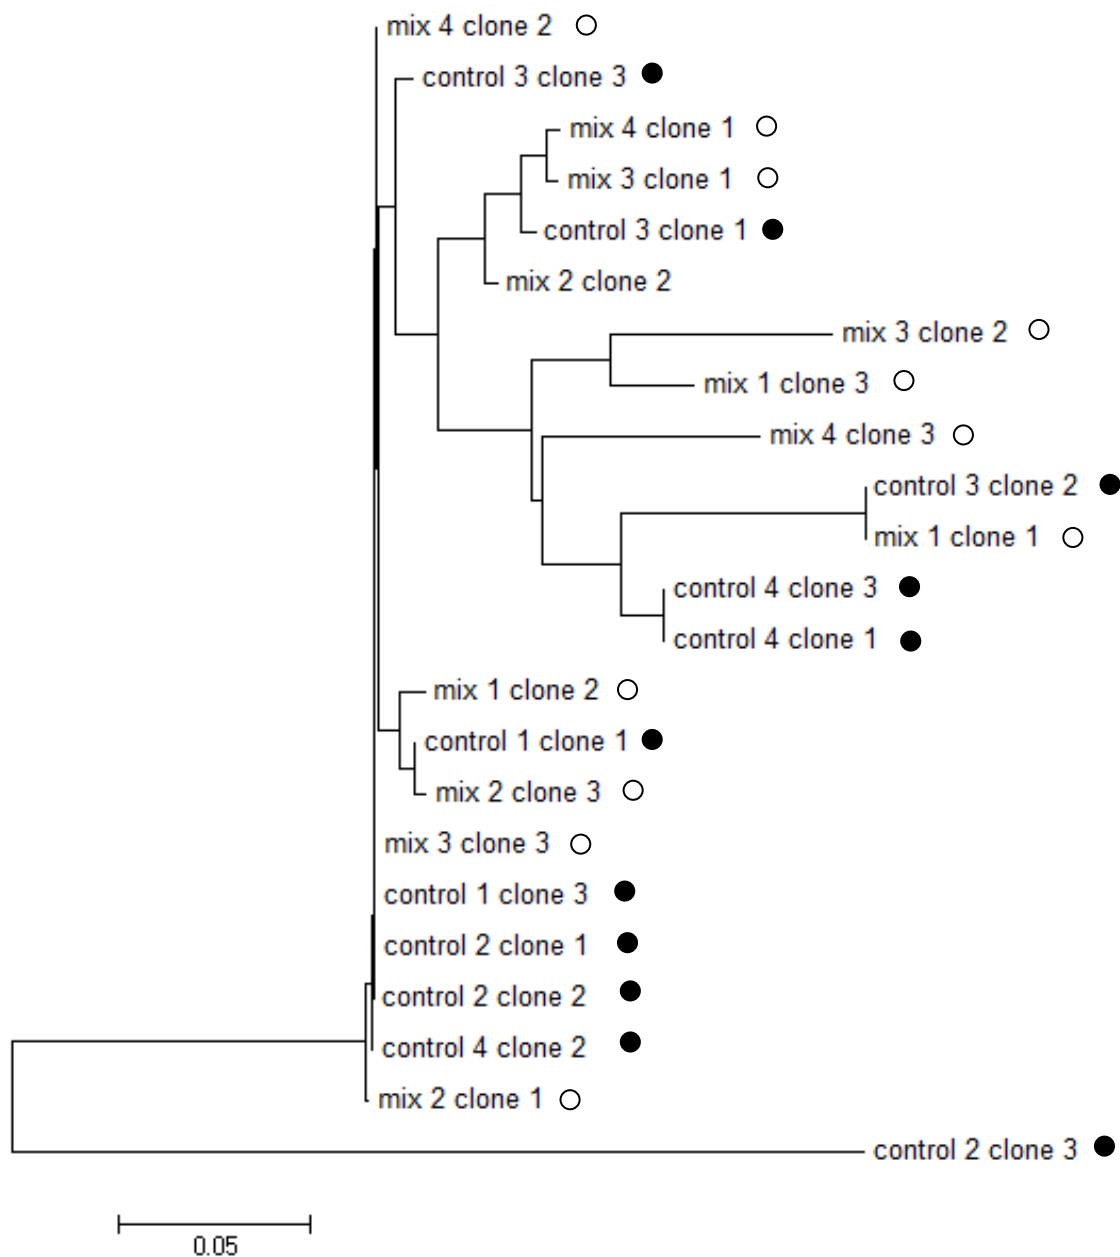 mix 4 clone 2
control 3 clone 3
mix 4 clone 1
mix 3 clone 1
control 3 clone 1
mix 2 clone 2
mix 3 clone 2
mix 1 clone 3
mix 4 clone 3
control 3 clone 2
mix 1 clone 1
control 4 clone 3
control 4 clone 1
mix 1 clone 2
control 1 clone 1
mix 2 clone 3
mix 3 clone 3
control 1 clone 3
control 2 clone 1
control 2 clone 2
control 4 clone 2
mix 2 clone 1
control 2 clone 3
0.05